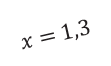 x = 1,3